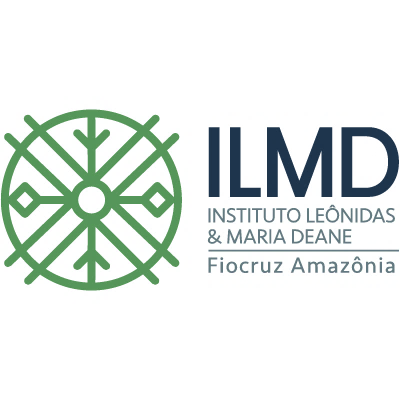 ILMD
INSTITUTO LEÔNIDAS
& MARIA DEANE
Fiocruz Amazônia